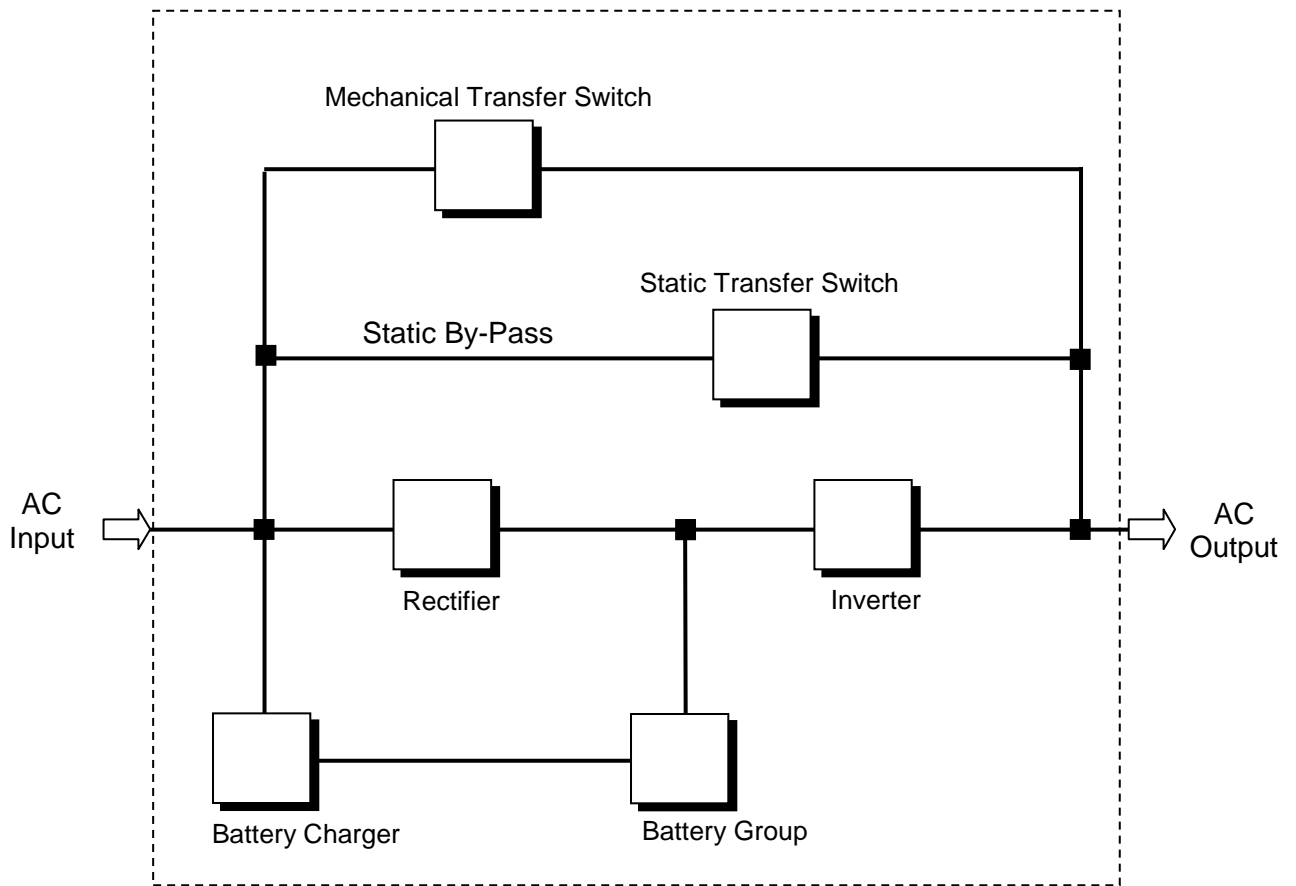 Mechanical Transfer Switch
Static Transfer Switch
Static By-Pass
AC
Input
Rectifier
Inverter
AC
Output
Battery Charger
Battery Group